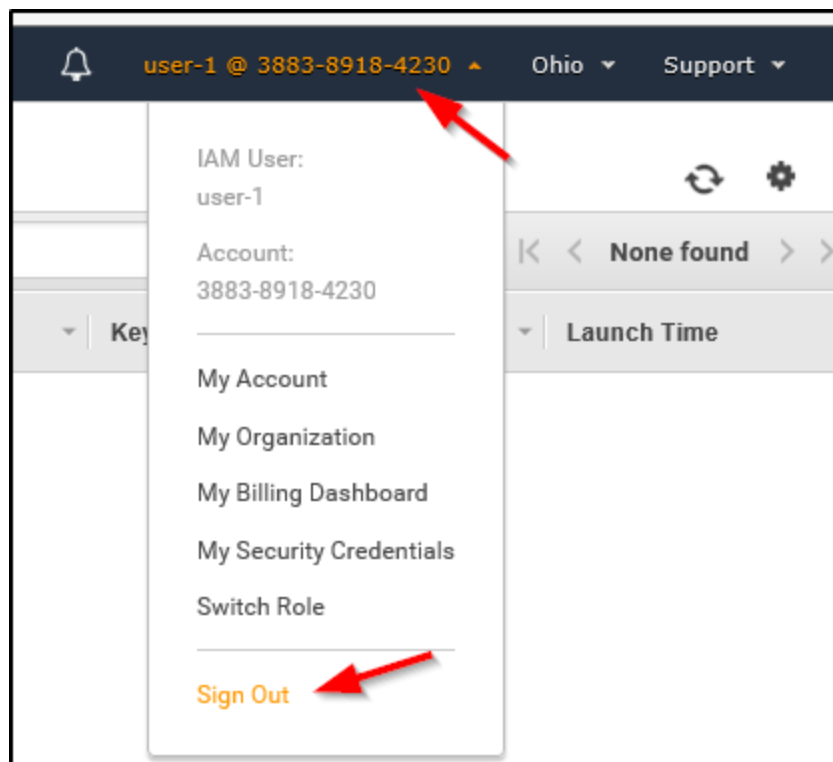 user-1 @ 3883-8918-4230 Ohio Support
IAM User:
user-1
Account:
3883-8918-4230
None found
Key
Launch Time
My Account
My Organization
My Billing Dashboard
My Security Credentials
Switch Role
Sign Out